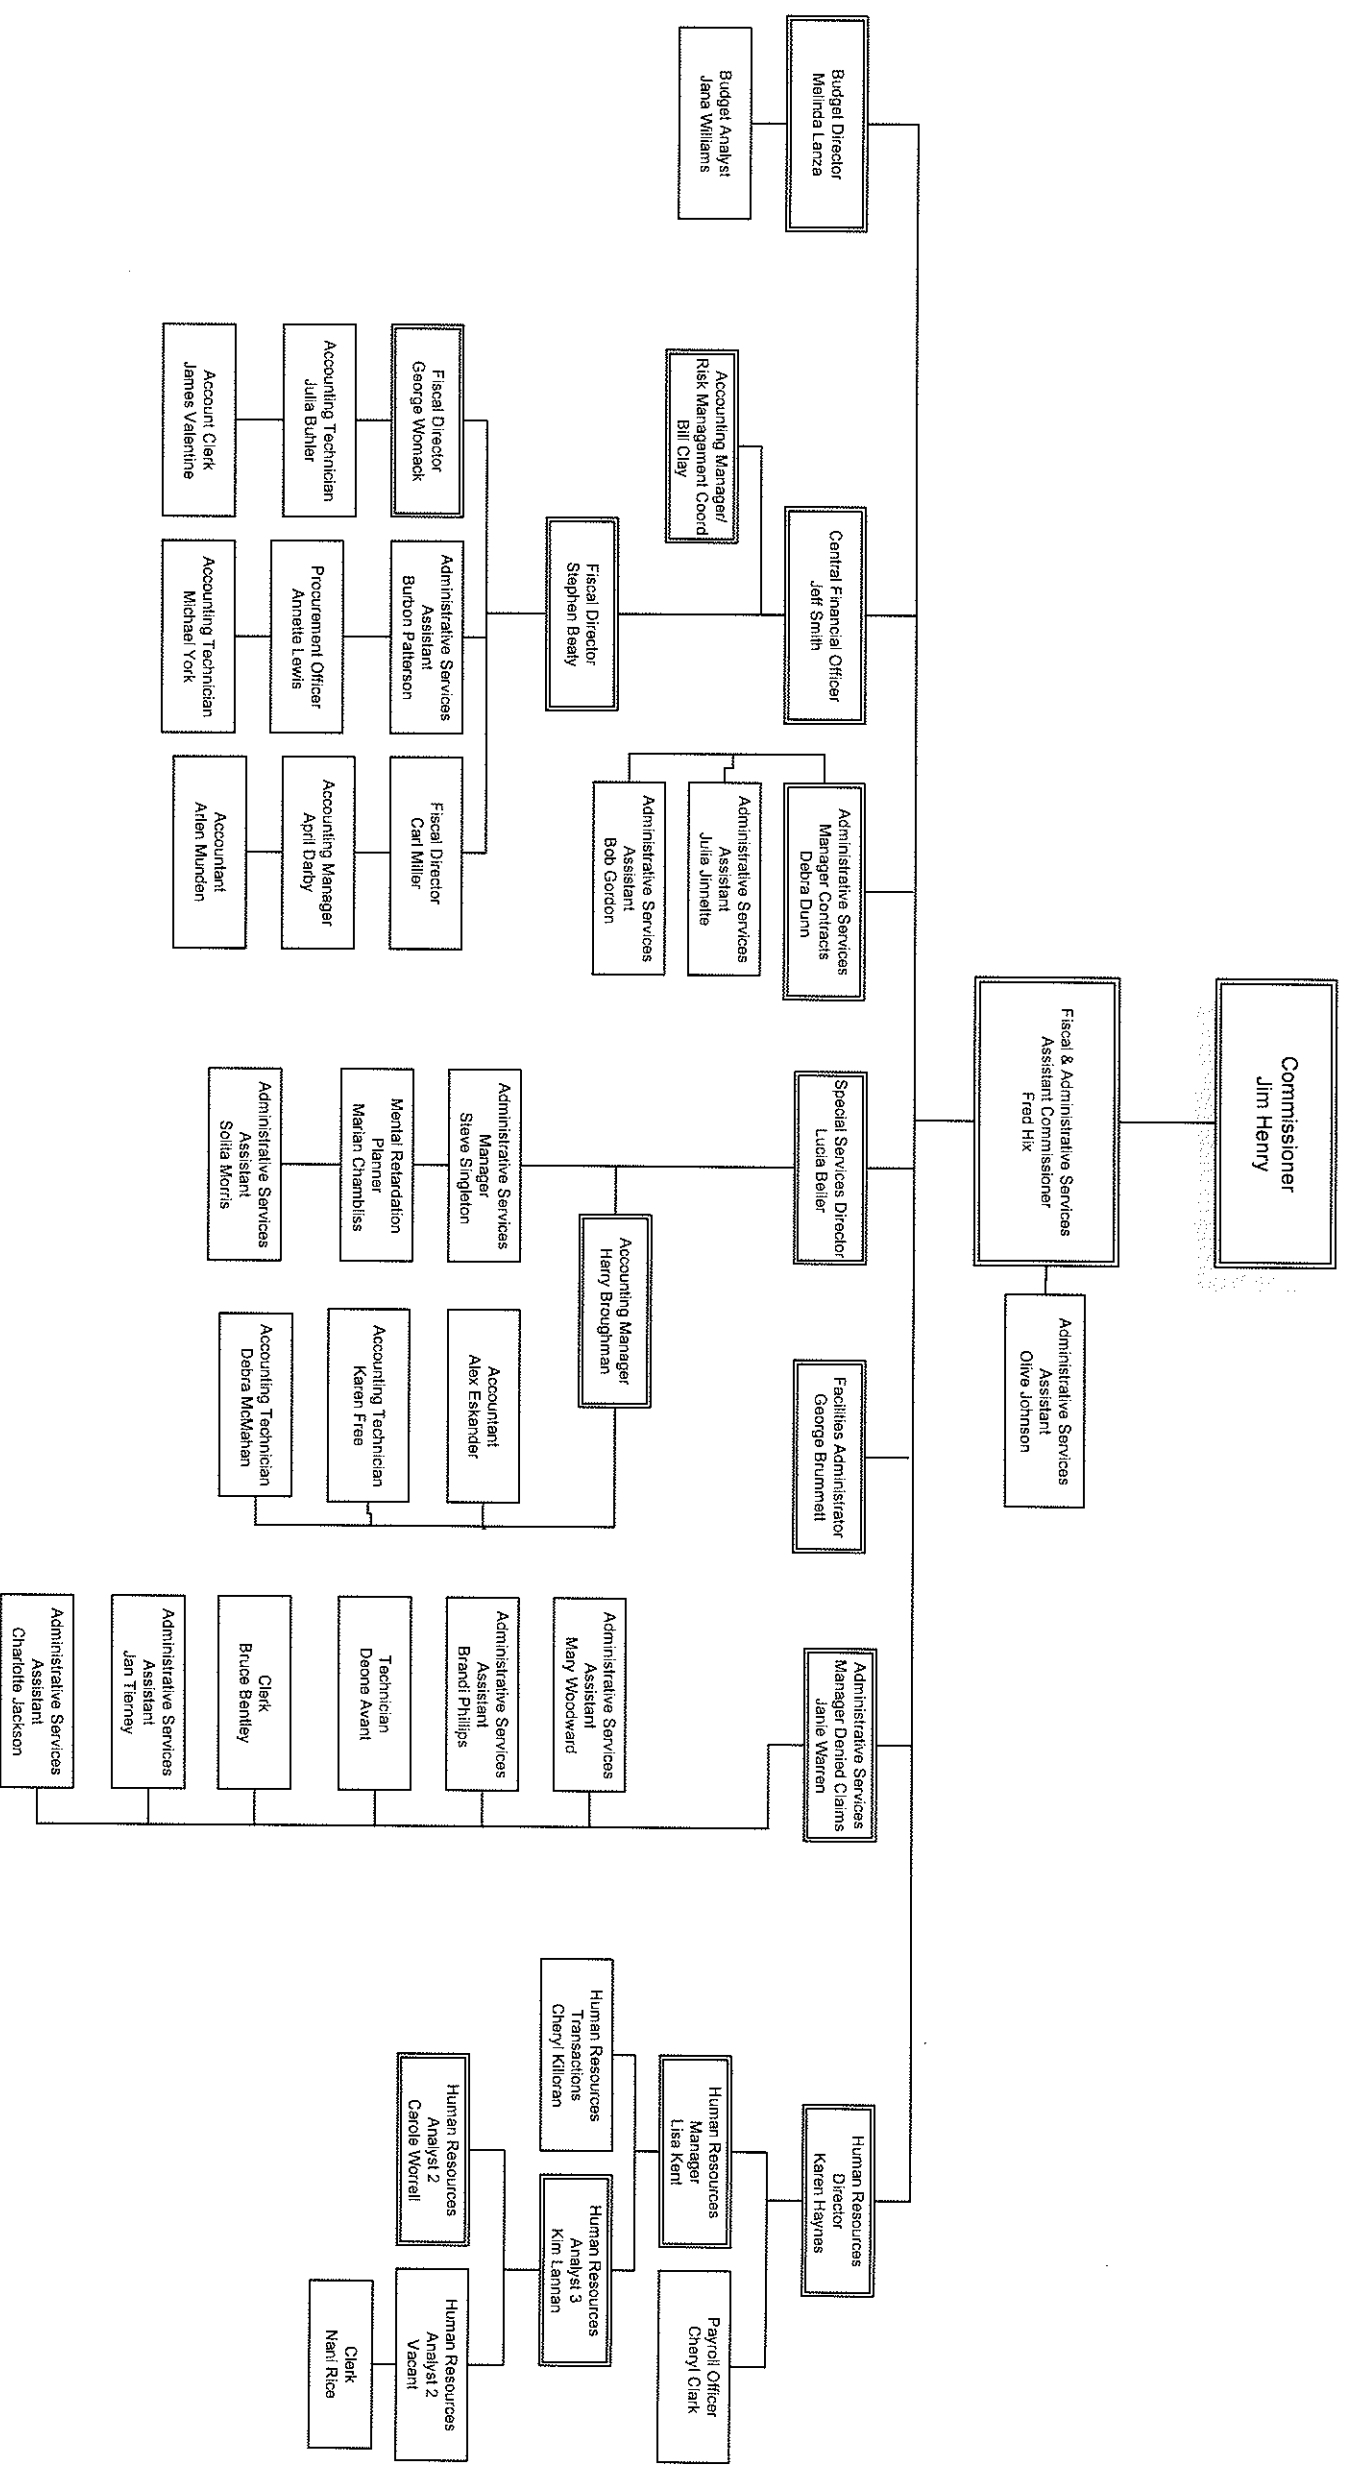 Commissioner
Jim Henry
Fiscal & Administrative Services
Assistant Commissioner
Fred Hix
Administrative Services
Assistant
Olive Johnson
Budget Director
Melinda Lanza
Budget Analyst
Jana Williams
Central Financial Officer
Jeff Smith
Accounting Manager/
Risk Management Coord
Bill Clay
Fiscal Director
Stephen Beaty
Fiscal Director
George Womack
Accounting Technician
Julia Buhler
Account Clerk
James Valentine
Administrative Services
Assistant
Burbon Patterson
Procurement Officer
Annette Lewis
Accounting Technician
Michael York
Fiscal Director
Carl Miller
Accounting Manager
April Darby
Accountant
Arlen Munden
Administrative Services
Manager Contracts
Debra Dunn
Administrative Services
Assistant
Julia Jinnette
Administrative Services
Assistant
Bob Gordon
Special Services Director
Lucia Beiler
Accounting Manager
Harry Broughman
Administrative Services
Manager
Steve Singleton
Mental Retardation
Planner
Marian Chambliss
Administrative Services
Assistant
Solita Morris
Accountant
Alex Eskander
Accounting Technician
Karen Free
Accounting Technician
Debra McMahan
Facilities Administrator
George Brummett
Administrative Services
Manager Denied Claims
Janie Warren
Administrative Services
Assistant
Mary Woodward
Administrative Services
Assistant
Brandi Phillips
Technician
Deone Avant
Clerk
Bruce Bentley
Administrative Services
Assistant
Jan Tierney
Administrative Services
Assistant
Charlotte Jackson
Human Resources
Director
Karen Haynes
Human Resources
Manager
Lisa Kent
Payroll Officer
Cheryl Clark
Human Resources
Transactions
Cheryl Killoran
Human Resources
Analyst 3
Kim Lannan
Human Resources
Analyst 2
Carole Worrell
Human Resources
Analyst 2
Vacant
Clerk
Nani Rice